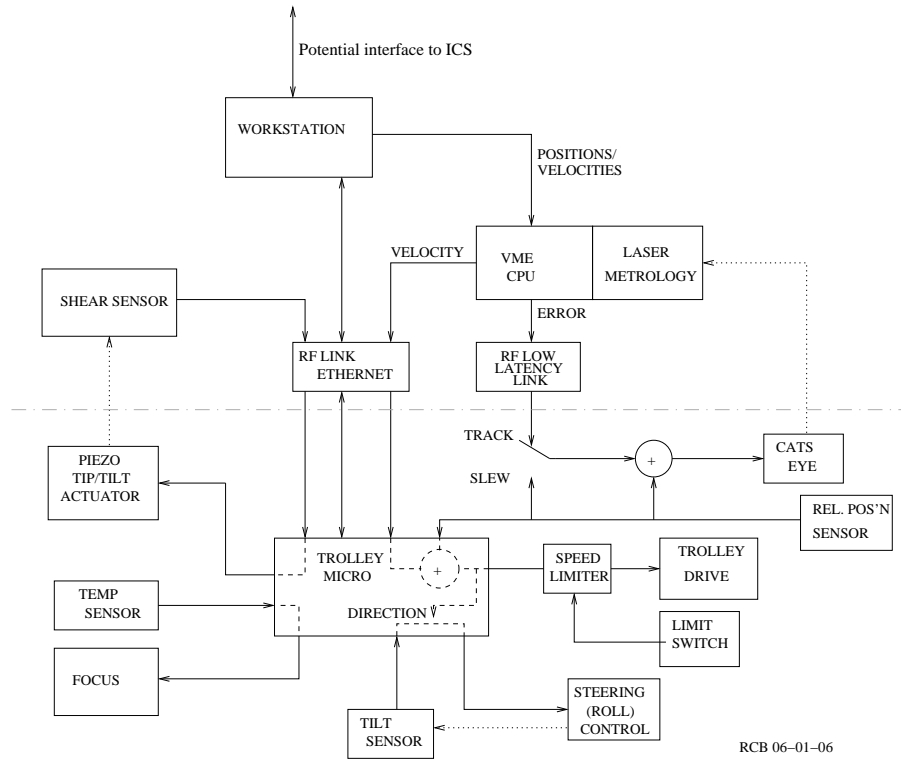 Potential interface to ICS
WORKSTATION
POSITIONS/
VELOCITIES
VELOCITY
VME
CPU
LASER
METROLOGY
SHEAR SENSOR
ERROR
RF LINK
ETHERNET
RF LOW
LATENCY
LINK
TRACK
SLEW
+
CATS
EYE
PIEZO
TIP/TILT
ACTUATOR
REL. POS'N
SENSOR
TROLLEY
MICRO
+
DIRECTION
SPEED
LIMITER
TROLLEY
DRIVE
TEMP
SENSOR
LIMIT
SWITCH
FOCUS
TILT
SENSOR
STEERING
(ROLL)
CONTROL
RCB 06–01–06